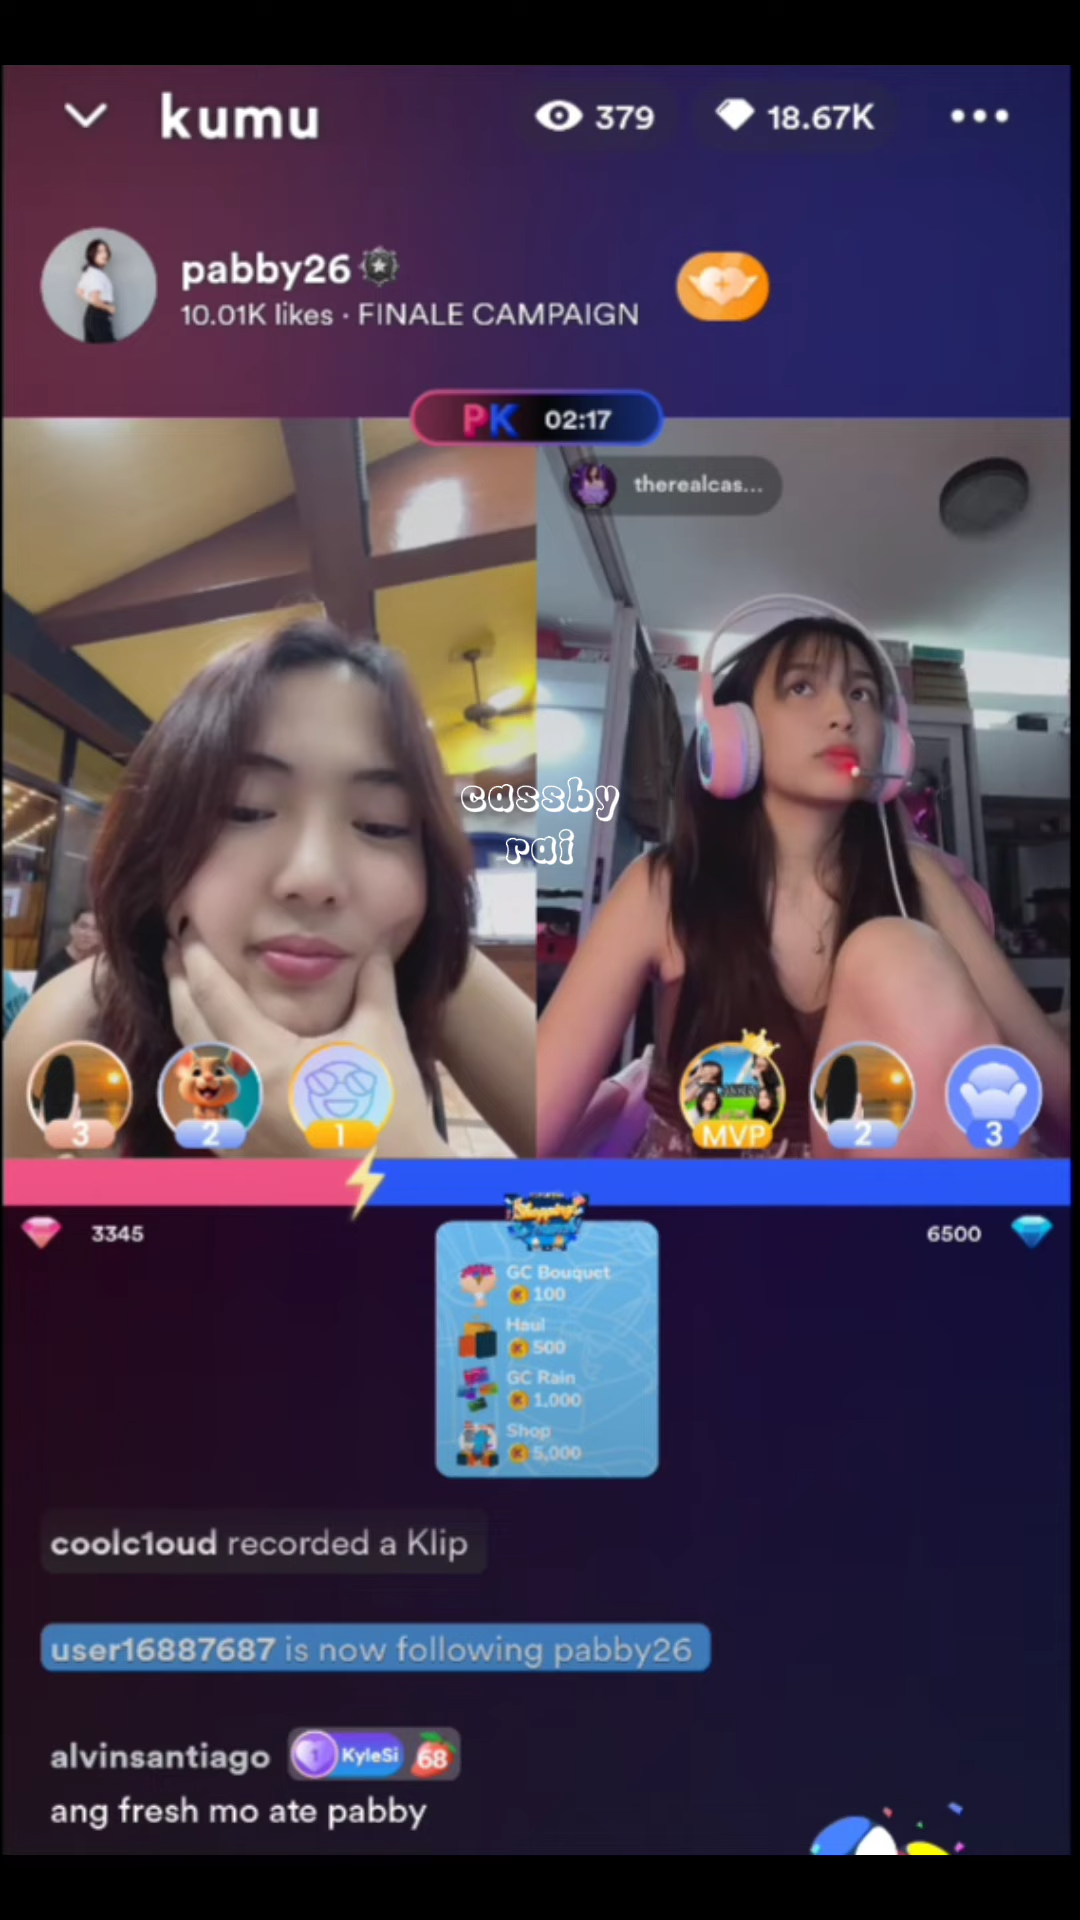 kumu
379
18.67K
pabby26
10.01K likes · FINALE CAMPAIGN
PK 02:17
therealcas...
cassby
rai
3
2
1
MVP
2
3
3345
6500
Shopping
GC Bouquet
100
Haul
500
GC Rain
1,000
Shop
5,000
coolc1oud recorded a Klip
user16887687 is now following pabby26
alvinsantiago 1 KyleSi 68
ang fresh mo ate pabby